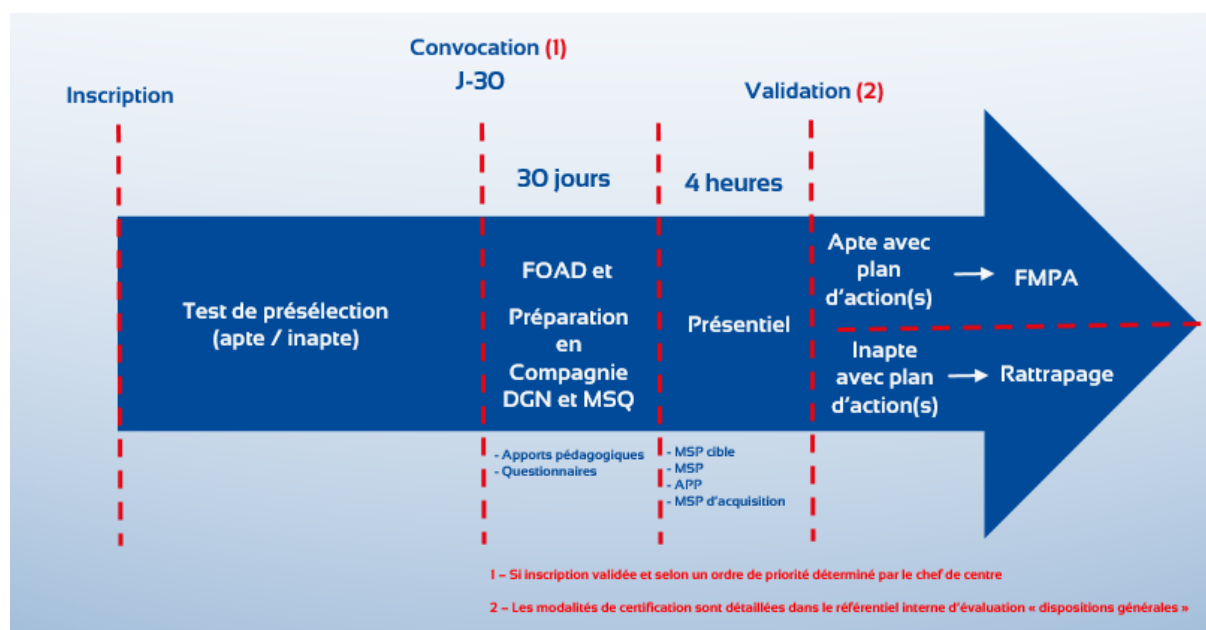 Inscription
Convocation (1)
J-30
Validation (2)
30 jours
4 heures
Test de présélection
(apte / inapte)
FOAD et
Préparation
en
Compagnie
DGN et MSQ
Présentiel
Apte avec
plan
d'action(s)
FMPA
Inapte
avec plan
d'action(s)
Rattrapage
- Apports pédagogiques
- Questionnaires
- MSP cible
- MSP
- APP
- MSP d'acquisition
1 – Si inscription validée et selon un ordre de priorité déterminé par le chef de centre
2 – Les modalités de certification sont détaillées dans le référentiel interne d'évaluation « dispositions générales »